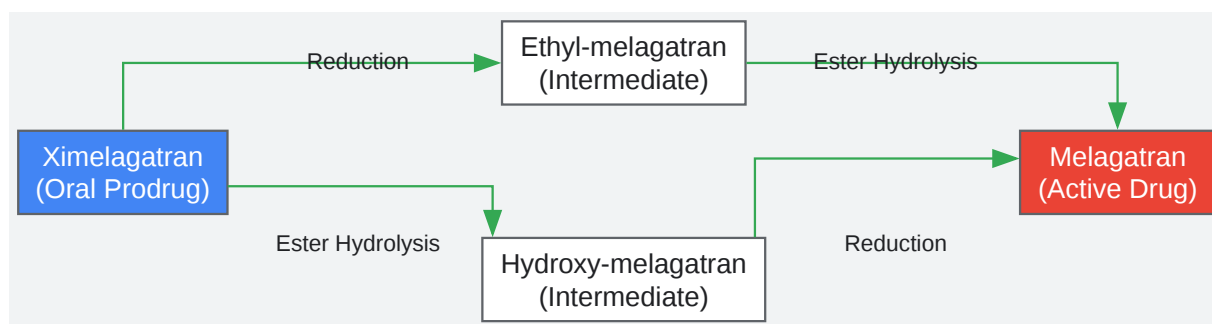 Ethyl-melagatran
(Intermediate)
Reduction
Ester Hydrolysis
Ximelagatran
(Oral Prodrug)
Melagatran
(Active Drug)
Ester Hydrolysis
Reduction
Hydroxy-melagatran
(Intermediate)